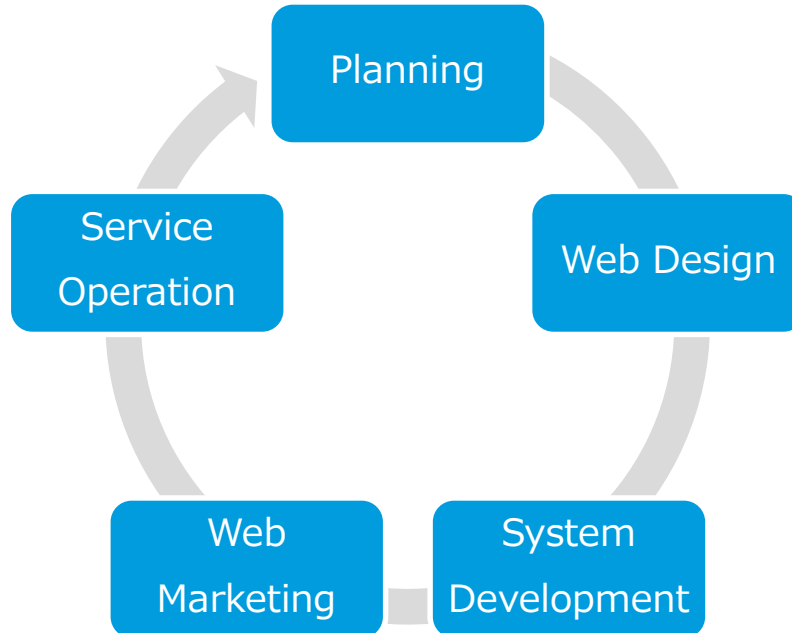 Planning
Web Design
System
Development
Web
Marketing
Service
Operation